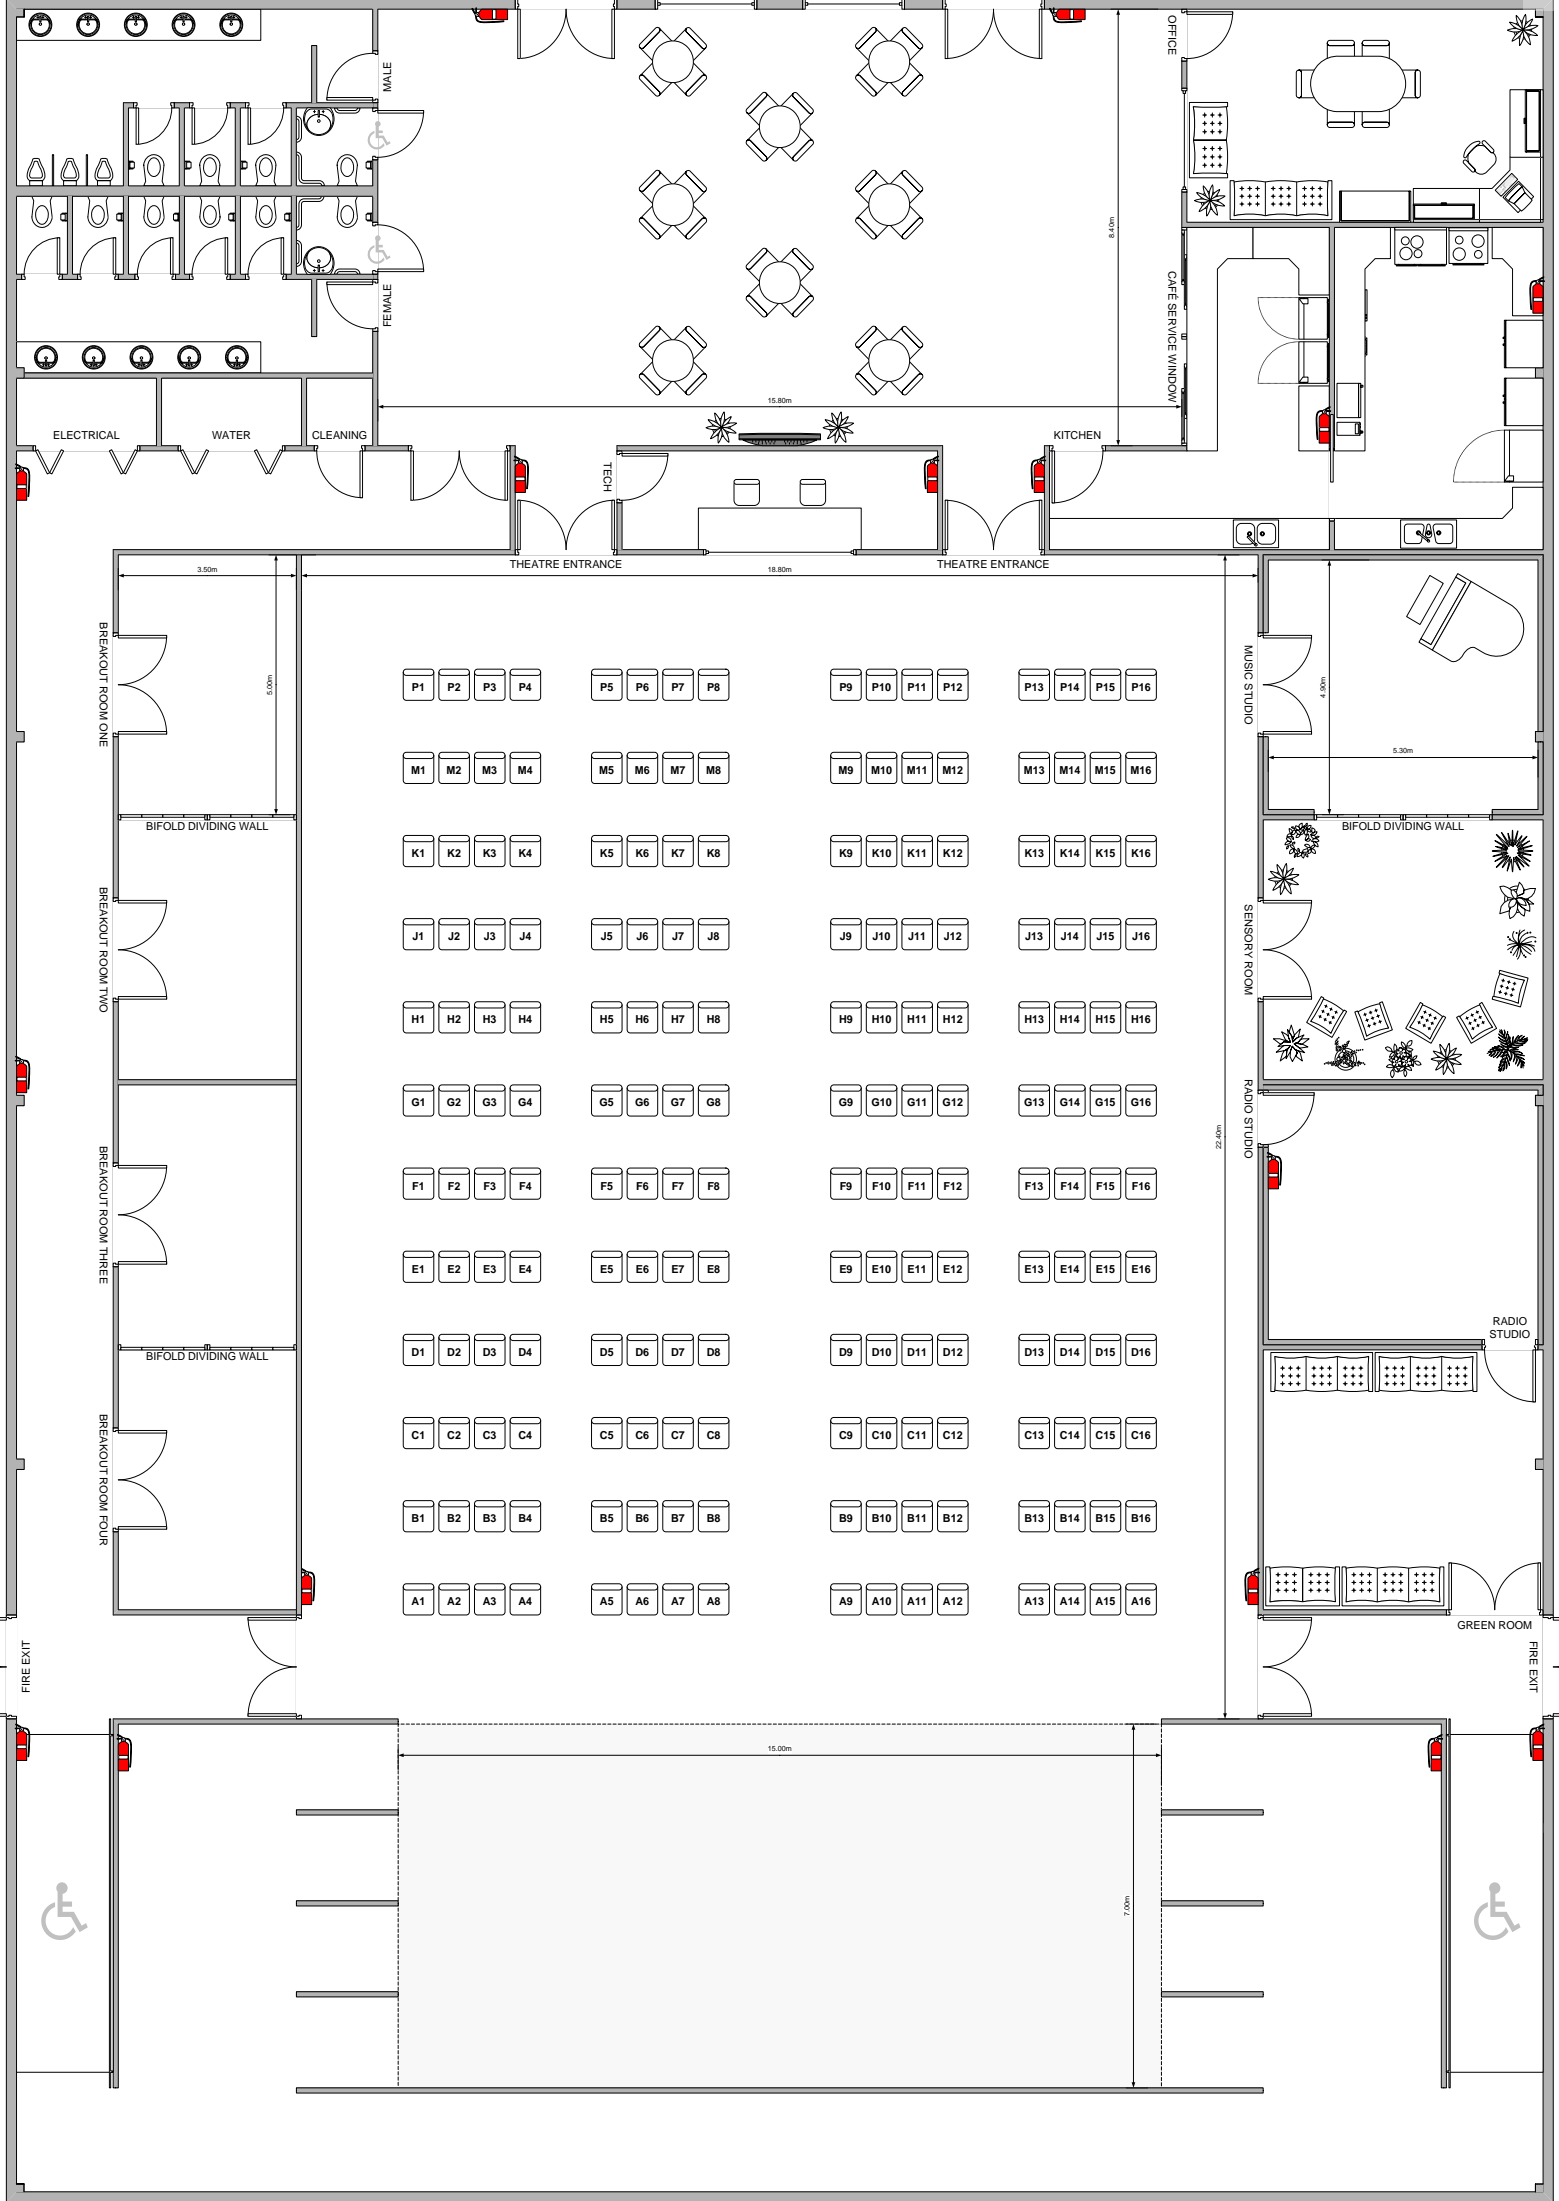 OFFICE
MALE
8.40m
FEMALE
CAFÉ SERVICE WINDOW
15.80m
ELECTRICAL
WATER
CLEANING
KITCHEN
TECH
THEATRE ENTRANCE
THEATRE ENTRANCE
3.50m
18.80m
BREAKOUT ROOM ONE
5.00m
MUSIC STUDIO
4.90m
5.30m
P1 P2 P3 P4 P5 P6 P7 P8 P9 P10 P11 P12 P13 P14 P15 P16
M1 M2 M3 M4 M5 M6 M7 M8 M9 M10 M11 M12 M13 M14 M15 M16
BIFOLD DIVIDING WALL
BIFOLD DIVIDING WALL
K1 K2 K3 K4 K5 K6 K7 K8 K9 K10 K11 K12 K13 K14 K15 K16
BREAKOUT ROOM TWO
SENSORY ROOM
J1 J2 J3 J4 J5 J6 J7 J8 J9 J10 J11 J12 J13 J14 J15 J16
H1 H2 H3 H4 H5 H6 H7 H8 H9 H10 H11 H12 H13 H14 H15 H16
G1 G2 G3 G4 G5 G6 G7 G8 G9 G10 G11 G12 G13 G14 G15 G16
RADIO STUDIO
22.40m
BREAKOUT ROOM THREE
F1 F2 F3 F4 F5 F6 F7 F8 F9 F10 F11 F12 F13 F14 F15 F16
E1 E2 E3 E4 E5 E6 E7 E8 E9 E10 E11 E12 E13 E14 E15 E16
RADIO
STUDIO
D1 D2 D3 D4 D5 D6 D7 D8 D9 D10 D11 D12 D13 D14 D15 D16
BIFOLD DIVIDING WALL
C1 C2 C3 C4 C5 C6 C7 C8 C9 C10 C11 C12 C13 C14 C15 C16
BREAKOUT ROOM FOUR
B1 B2 B3 B4 B5 B6 B7 B8 B9 B10 B11 B12 B13 B14 B15 B16
A1 A2 A3 A4 A5 A6 A7 A8 A9 A10 A11 A12 A13 A14 A15 A16
GREEN ROOM
FIRE EXIT
FIRE EXIT
15.00m
7.00m